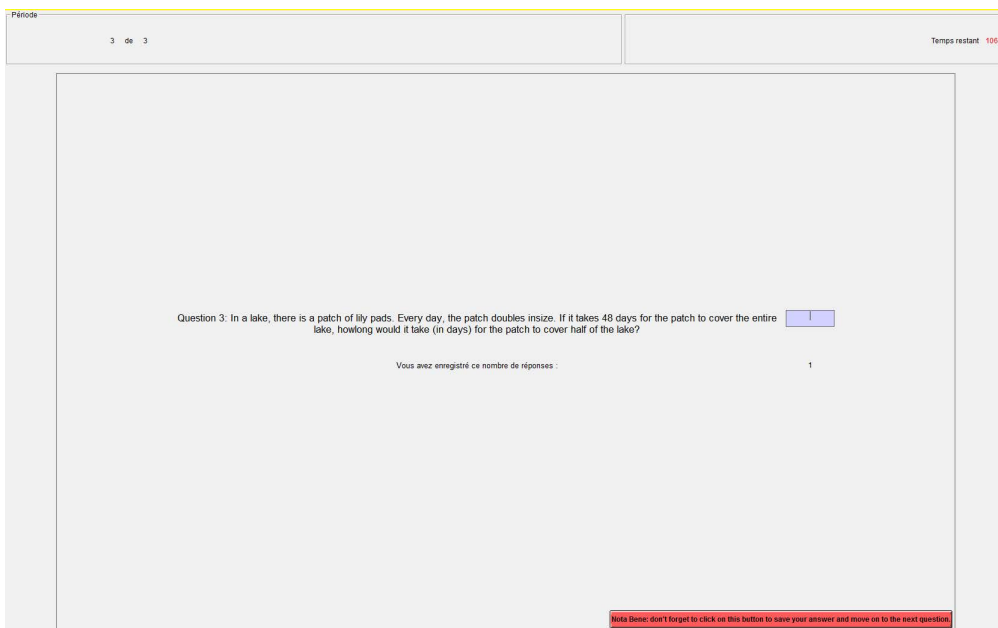 Période
3 de 3
Temps restant 106
Question 3: In a lake, there is a patch of lily pads. Every day, the patch doubles insize. If it takes 48 days for the patch to cover the entire
lake, howlong would it take (in days) for the patch to cover half of the lake?
Vous avez enregistré ce nombre de réponses : 1
Nota Bene: don't forget to click on this button to save your answer and move on to the next question.